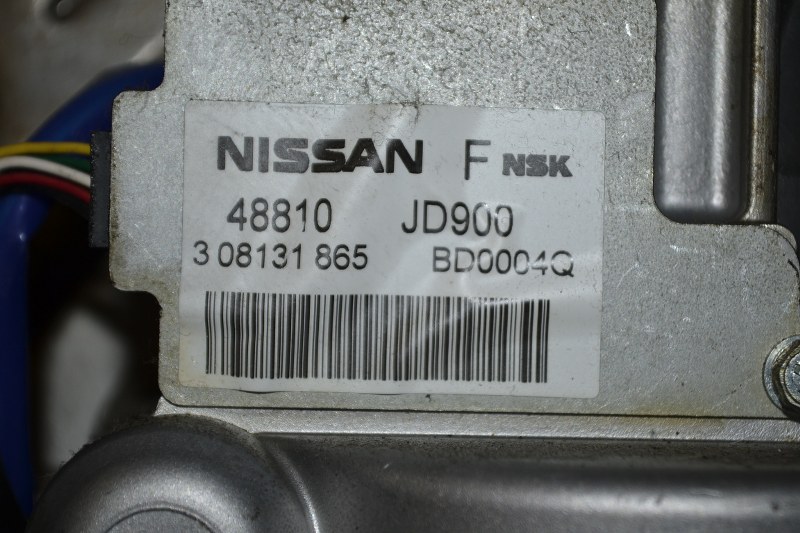 NISSAN F NSK
48810 JD900
3 08131 865 BD0004Q